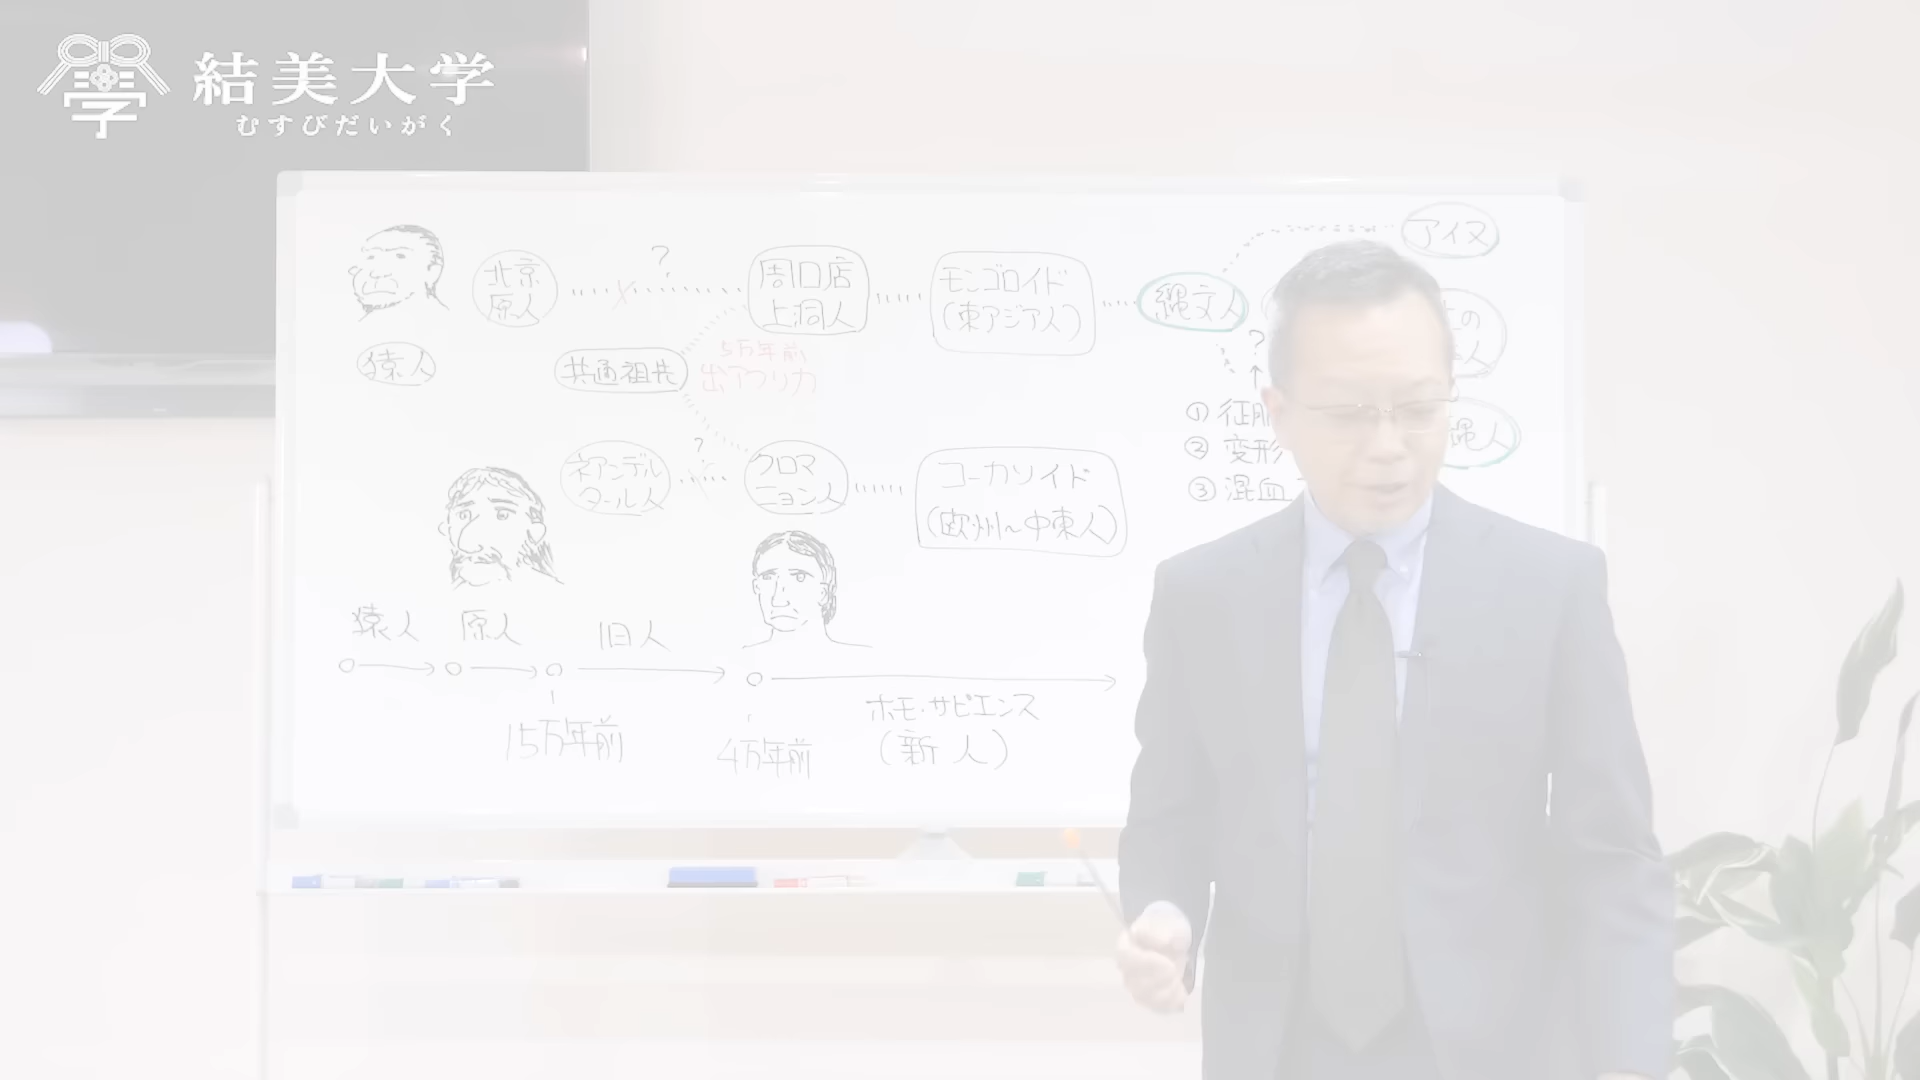 結美大学
むすびだいがく
アイヌ
北京
原人
?
周口店
上洞人
モンゴロイド
(東アジア人)
縄文人
猿人
共通祖先
5万年前
出アフリカ
?
① 征服
② 変形
③ 混血
縄人
ネアンデル
タール人
?
クロマ
ニョン人
コーカソイド
(欧州〜中東人)
猿人
原人
旧人
15万年前
4万年前
ホモ・サピエンス
(新人)